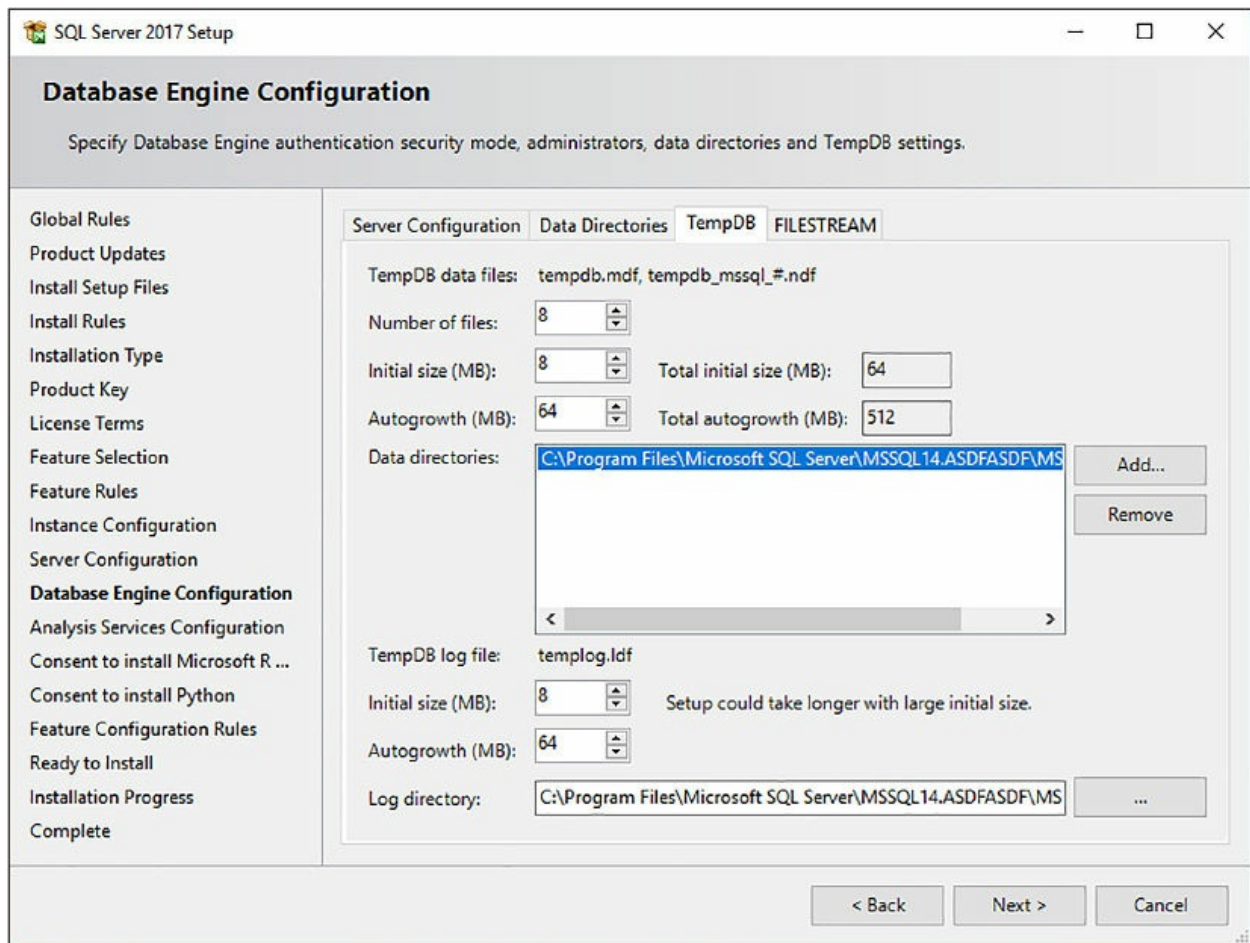 SQL Server 2017 Setup
Database Engine Configuration
Specify Database Engine authentication security mode, administrators, data directories and TempDB settings.
Global Rules
Product Updates
Install Setup Files
Install Rules
Installation Type
Product Key
License Terms
Feature Selection
Feature Rules
Instance Configuration
Server Configuration
Database Engine Configuration
Analysis Services Configuration
Consent to install Microsoft R ...
Consent to install Python
Feature Configuration Rules
Ready to Install
Installation Progress
Complete
Server Configuration Data Directories TempDB FILESTREAM
TempDB data files: tempdb.mdf, tempdb_mssql_#.ndf
Number of files: 8
Initial size (MB): 8 Total initial size (MB): 64
Autogrowth (MB): 64 Total autogrowth (MB): 512
Data directories: C:\Program Files\Microsoft SQL Server\MSSQL14.ASDFASDF\MS Add...
Remove
TempDB log file: templog.ldf
Initial size (MB): 8 Setup could take longer with large initial size.
Autogrowth (MB): 64
Log directory: C:\Program Files\Microsoft SQL Server\MSSQL14.ASDFASDF\MS ...
< Back Next > Cancel